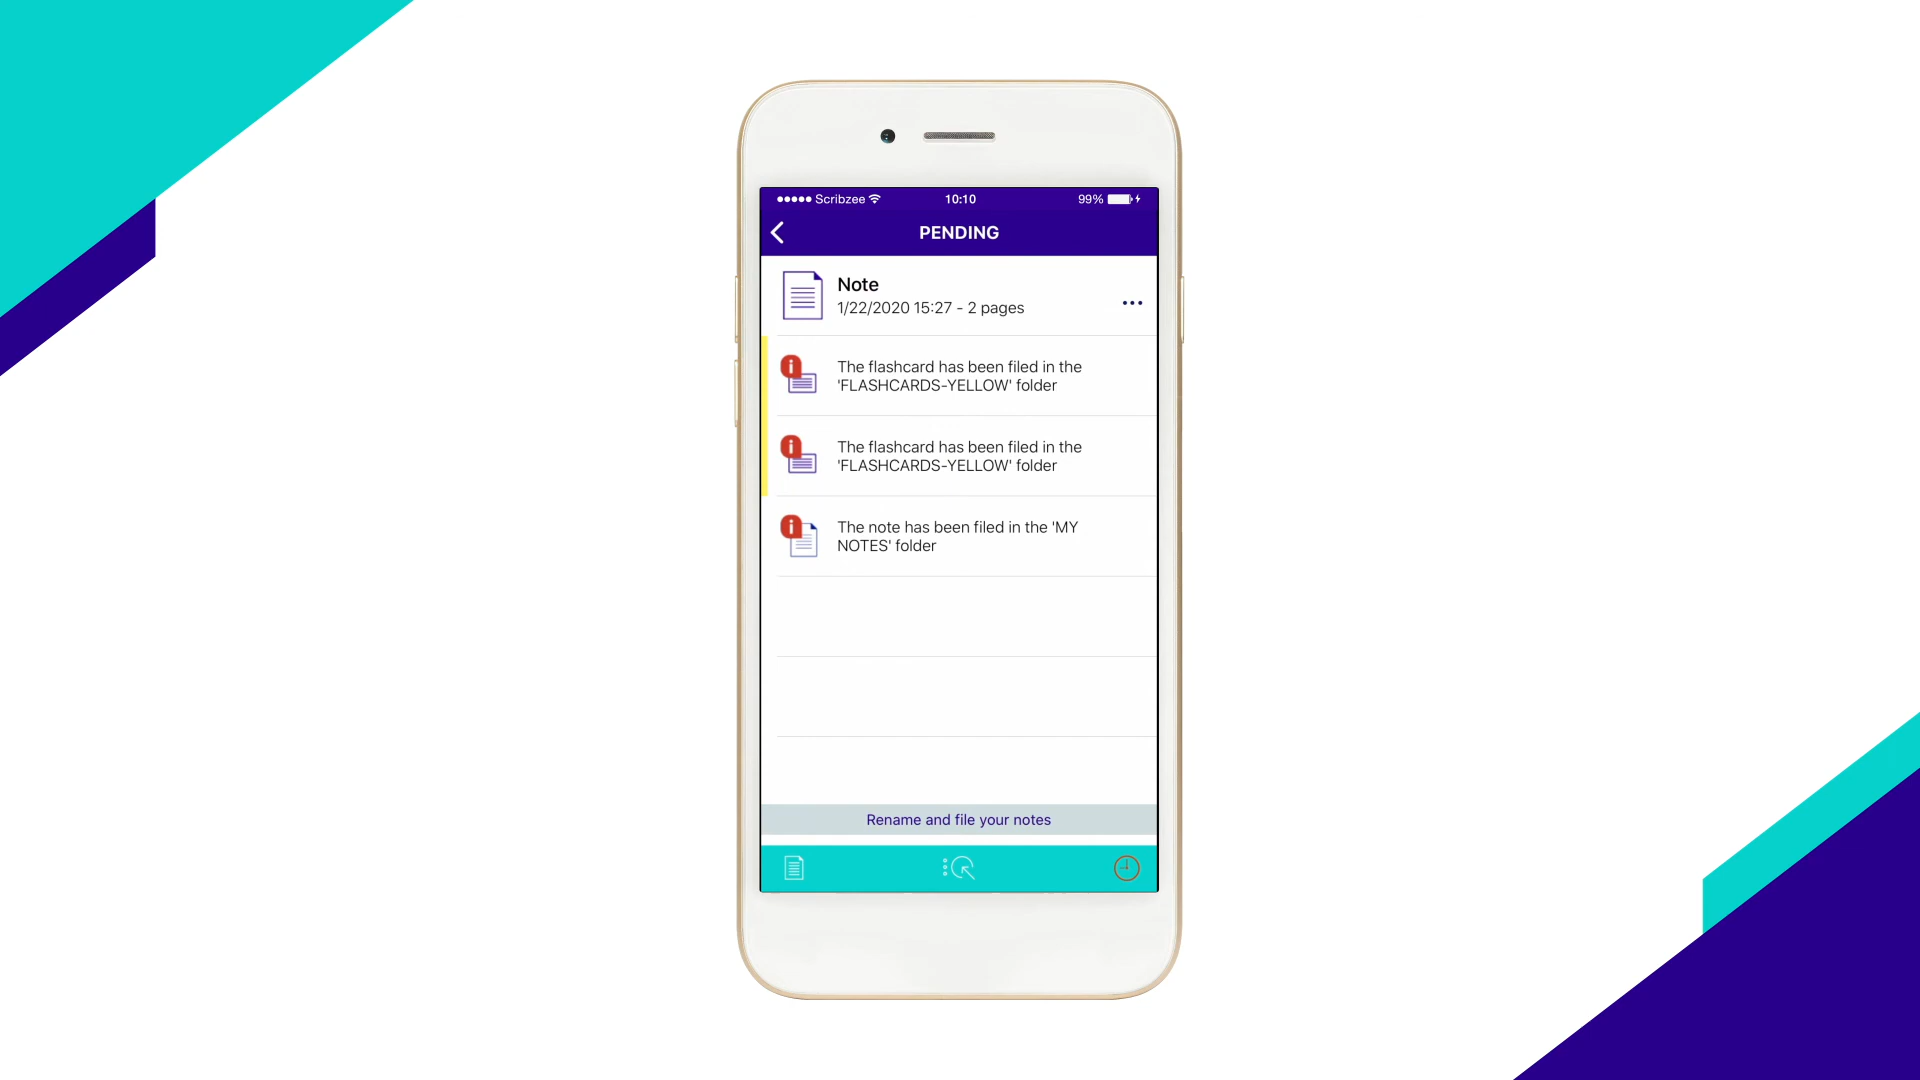 Scribzee 10:10 99%
PENDING
Note
1/22/2020 15:27 - 2 pages
The flashcard has been filed in the
'FLASHCARDS-YELLOW' folder
The flashcard has been filed in the
'FLASHCARDS-YELLOW' folder
The note has been filed in the 'MY
NOTES' folder
Rename and file your notes